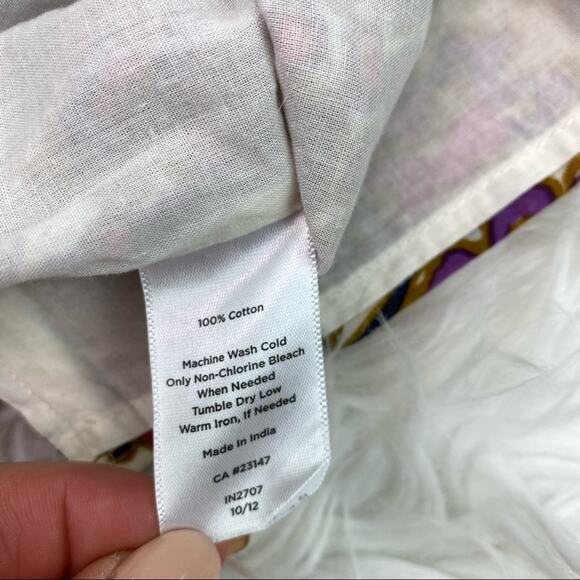 100% Cotton
Machine Wash Cold
Only Non-Chlorine Bleach
When Needed
Tumble Dry Low
Warm Iron, If Needed
Made in India
CA #23147
IN2707
10/12